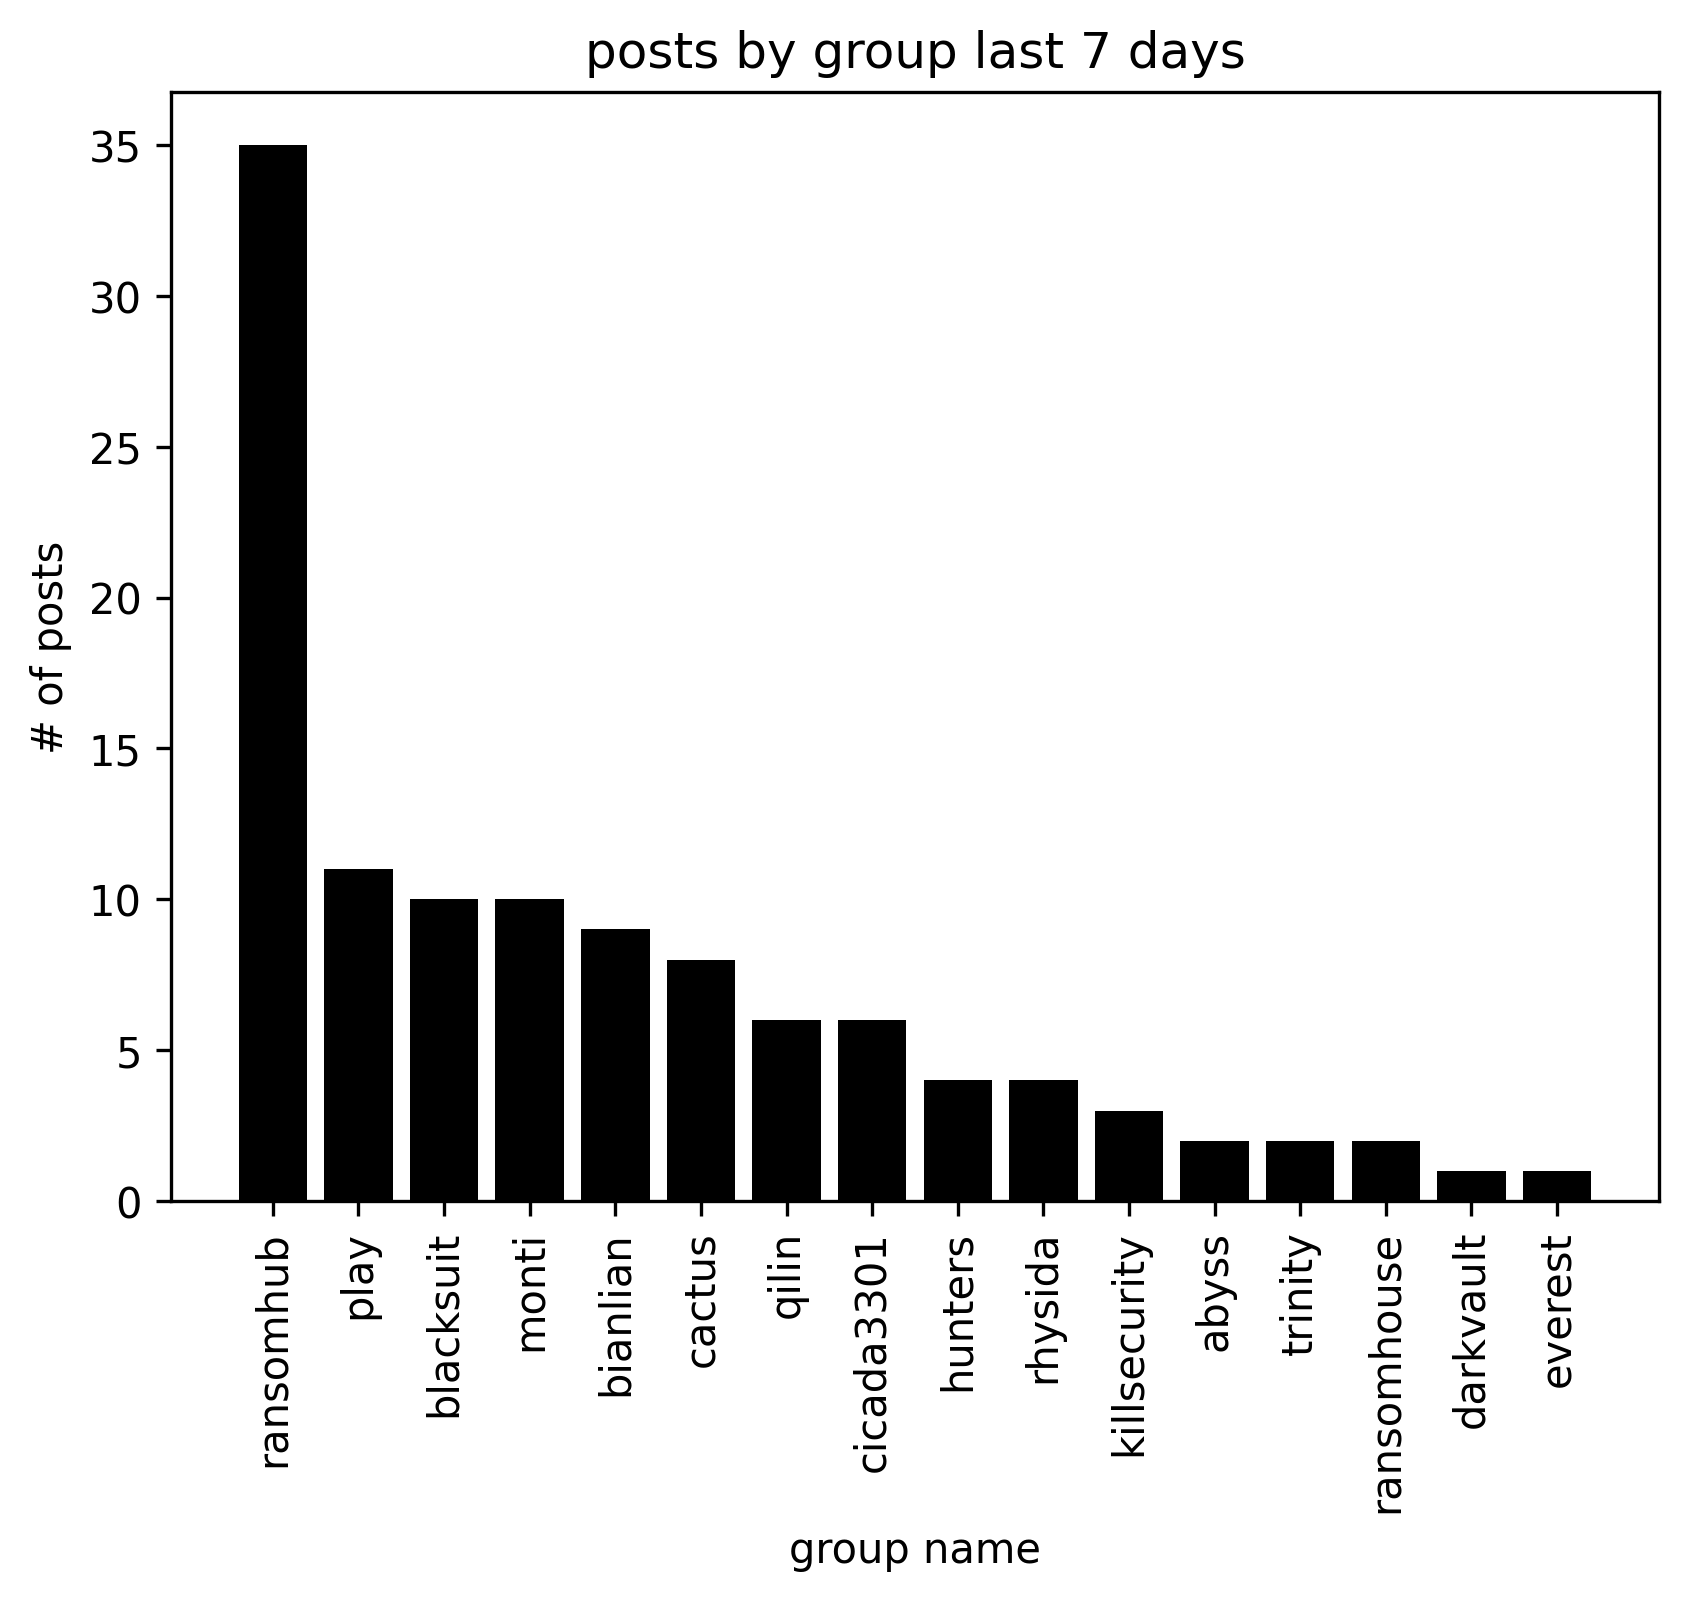 posts by group last 7 days
35
30
25
20
15
10
5
0
# of posts
ransomhub
play
blacksuit
monti
bianlian
cactus
qilin
cicada3301
hunters
rhysida
killsecurity
abyss
trinity
ransomhouse
darkvault
everest
group name